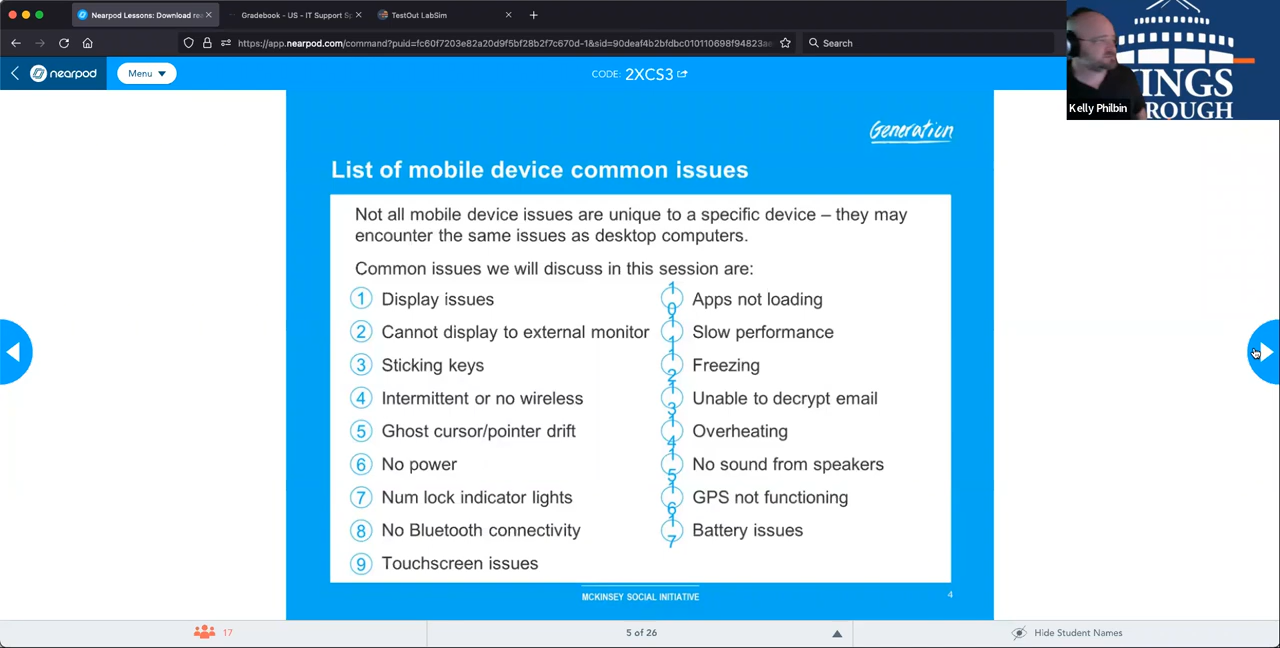 Nearpod Lessons: Download rea
Gradebook - US - IT Support Sp
TestOut LabSim
https://app.nearpod.com/command?puid=fc60f7203e82a20d9f5bf28b2f7c670d-1&sid=90deaf4b2bfdbc010110698f94823ae
Search
nearpod
Menu
CODE: 2XCS3
INGS
ROUGH
Kelly Philbin
Generation
List of mobile device common issues
Not all mobile device issues are unique to a specific device – they may
encounter the same issues as desktop computers.
Common issues we will discuss in this session are:
1 Display issues
2 Cannot display to external monitor
3 Sticking keys
4 Intermittent or no wireless
5 Ghost cursor/pointer drift
6 No power
7 Num lock indicator lights
8 No Bluetooth connectivity
9 Touchscreen issues
10 Apps not loading
11 Slow performance
12 Freezing
13 Unable to decrypt email
14 Overheating
15 No sound from speakers
16 GPS not functioning
17 Battery issues
MCKINSEY SOCIAL INITIATIVE
4
17
5 of 26
Hide Student Names